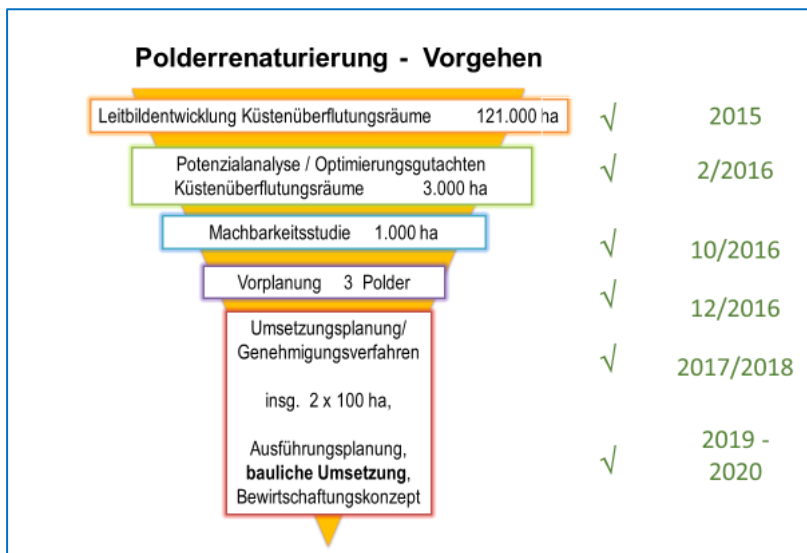 Polderrenaturierung - Vorgehen
Leitbildentwicklung Küstenüberflutungsräume 121.000 ha √ 2015
Potenzialanalyse / Optimierungsgutachten
Küstenüberflutungsräume 3.000 ha √ 2/2016
Machbarkeitsstudie 1.000 ha √ 10/2016
Vorplanung 3 Polder √ 12/2016
Umsetzungsplanung/
Genehmigungsverfahren √ 2017/2018
insg. 2 x 100 ha,
Ausführungsplanung,
bauliche Umsetzung,
Bewirtschaftungskonzept
√ 2019 -
2020